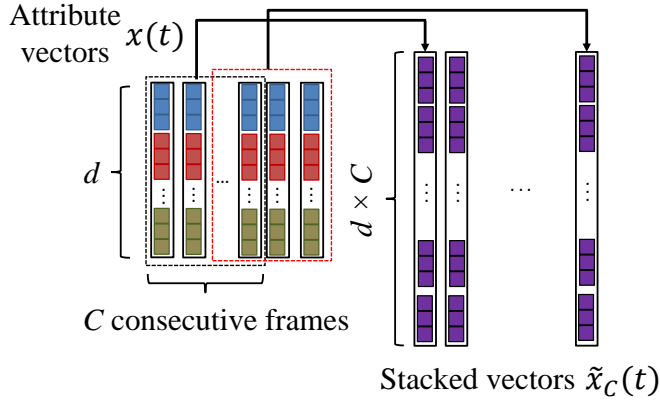 Attribute
vectors x(t)
d
...
...
...
...
...
C consecutive frames
d × C
...
...
...
...
Stacked vectors x̃_C(t)